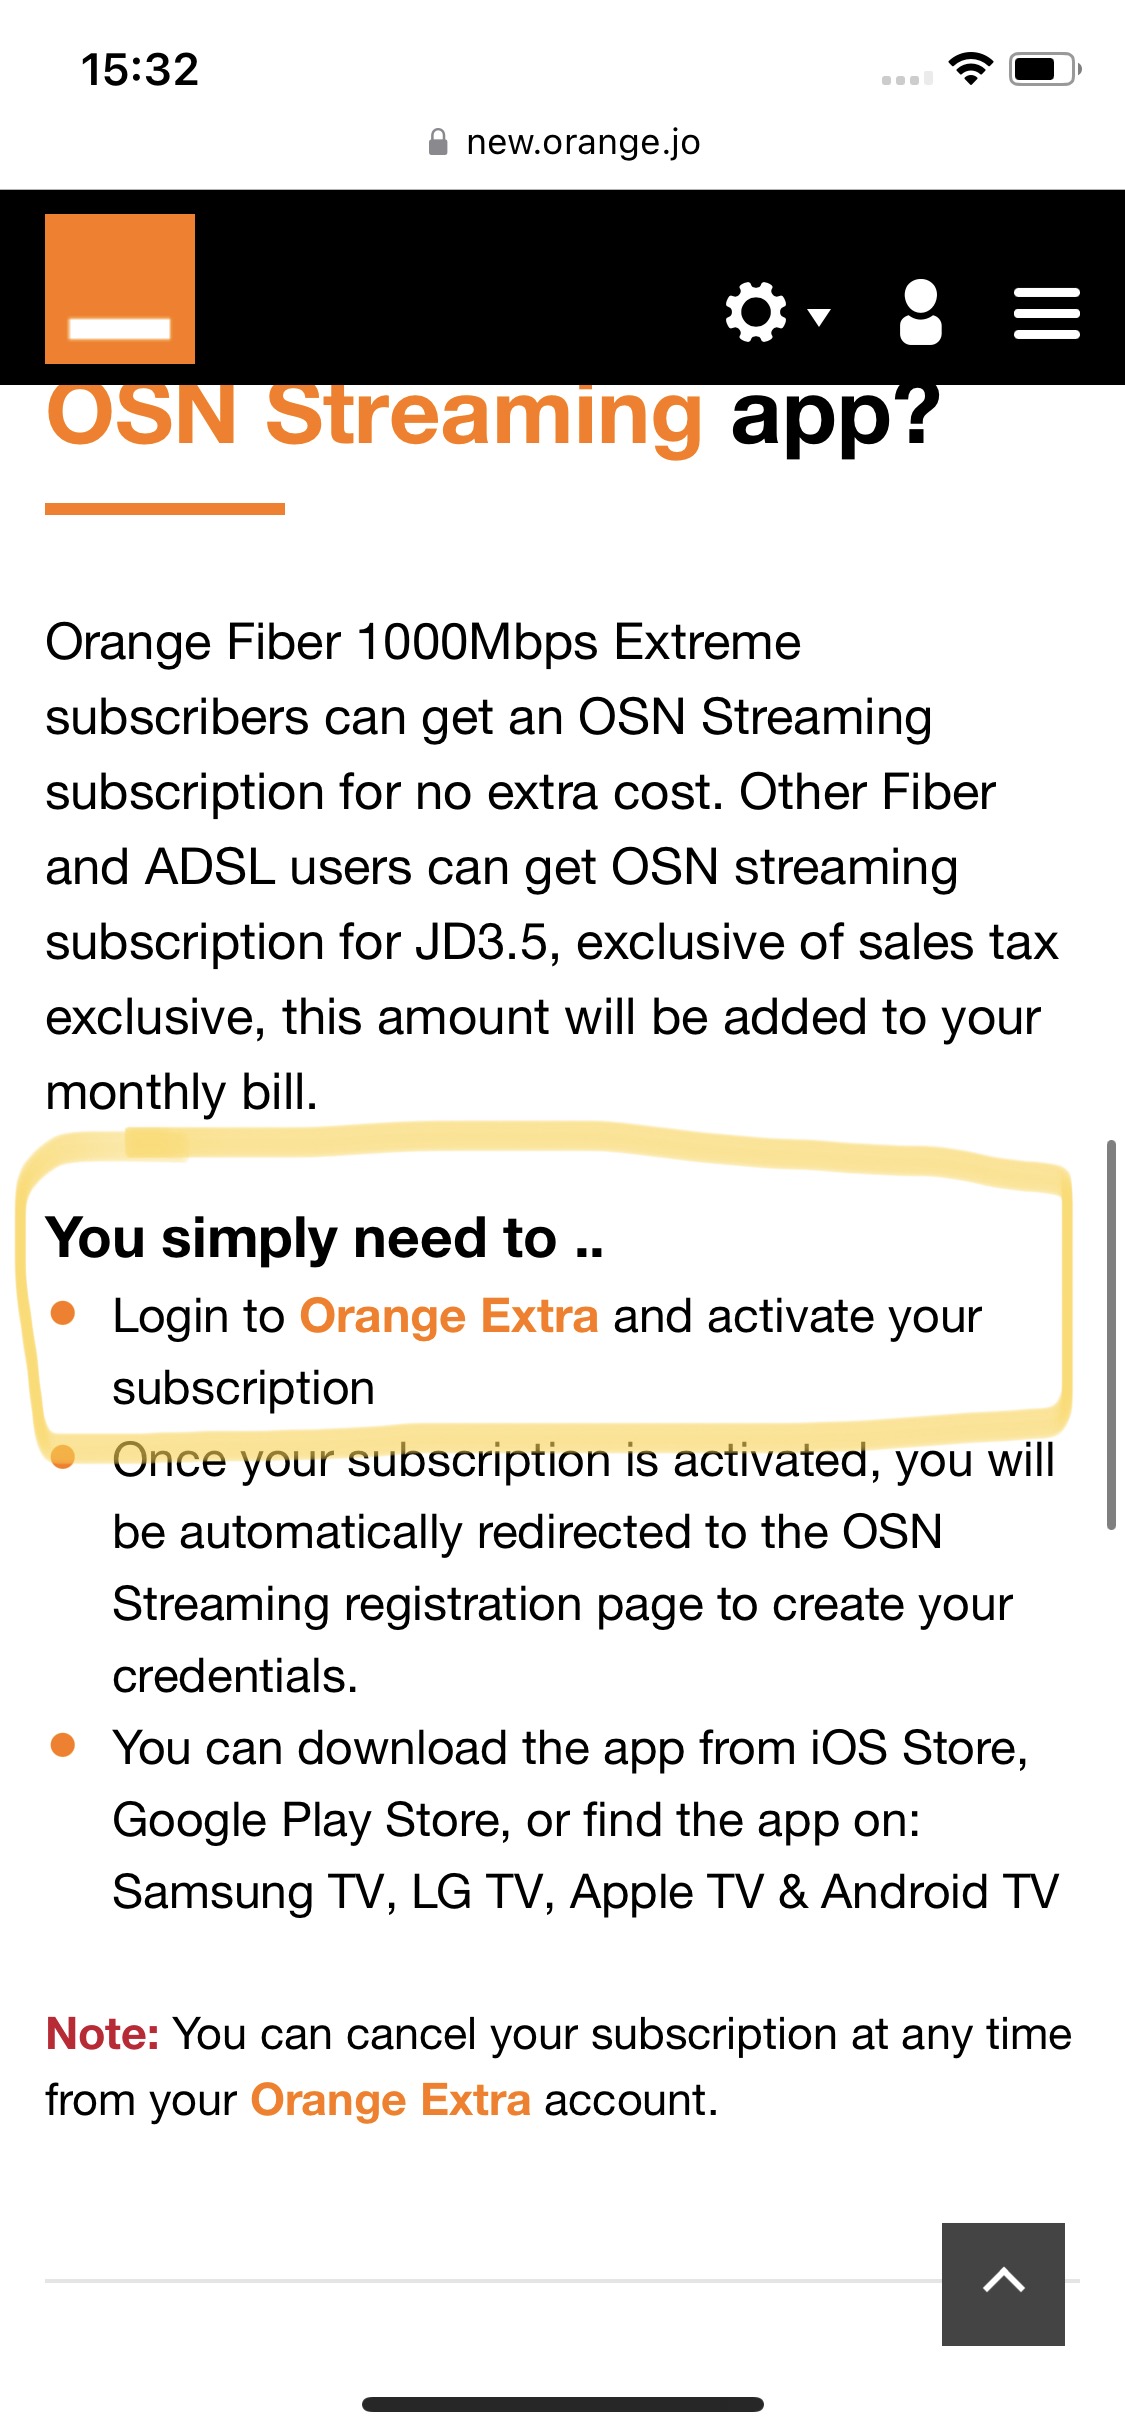 15:32
new.orange.jo
OSN Streaming app?
Orange Fiber 1000Mbps Extreme
subscribers can get an OSN Streaming
subscription for no extra cost. Other Fiber
and ADSL users can get OSN streaming
subscription for JD3.5, exclusive of sales tax
exclusive, this amount will be added to your
monthly bill.
You simply need to ..
Login to Orange Extra and activate your
subscription
Once your subscription is activated, you will
be automatically redirected to the OSN
Streaming registration page to create your
credentials.
You can download the app from iOS Store,
Google Play Store, or find the app on:
Samsung TV, LG TV, Apple TV & Android TV
Note: You can cancel your subscription at any time
from your Orange Extra account.